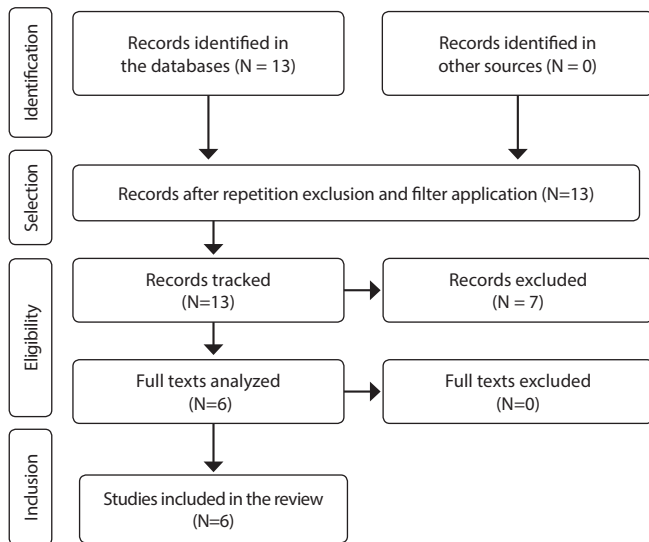 Identification
Records identified in
the databases (N = 13)
Records identified in
other sources (N = 0)
Selection
Records after repetition exclusion and filter application (N=13)
Eligibility
Records tracked
(N=13)
Records excluded
(N = 7)
Full texts analyzed
(N=6)
Full texts excluded
(N=0)
Inclusion
Studies included in the review
(N=6)